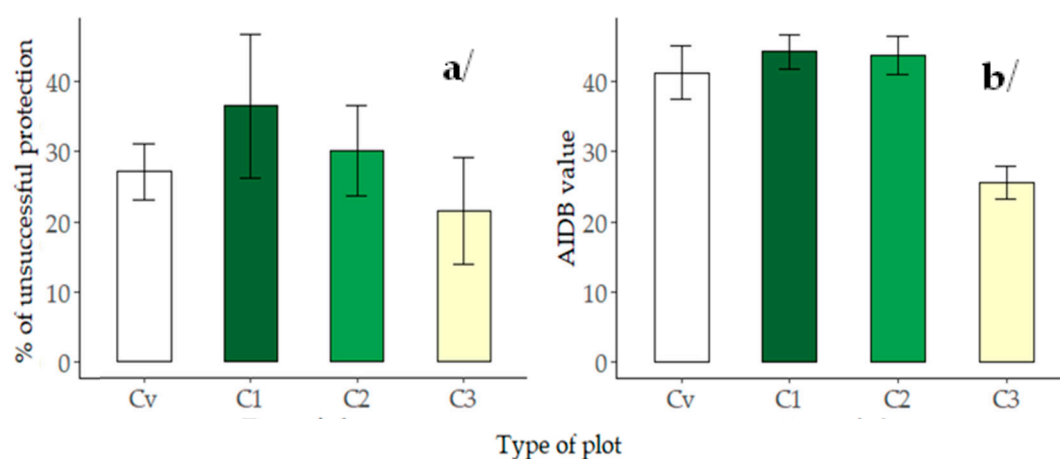 % of unsuccessful protection
40
30
20
10
0
a/
Cv C1 C2 C3
AIDB value
40
30
20
10
0
b/
Cv C1 C2 C3
Type of plot